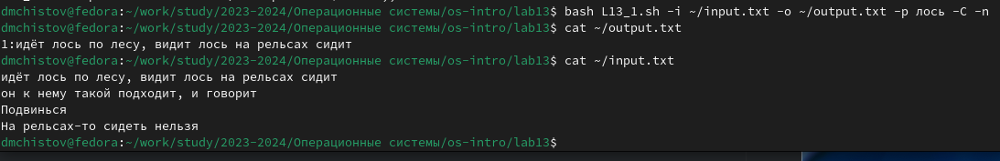 dmchistov@fedora:~/work/study/2023-2024/Операционные системы/os-intro/lab13$ bash L13_1.sh -i ~/input.txt -o ~/output.txt -p лось -C -n
dmchistov@fedora:~/work/study/2023-2024/Операционные системы/os-intro/lab13$ cat ~/output.txt
1:идёт лось по лесу, видит лось на рельсах сидит
dmchistov@fedora:~/work/study/2023-2024/Операционные системы/os-intro/lab13$ cat ~/input.txt
идёт лось по лесу, видит лось на рельсах сидит
он к нему такой подходит, и говорит
Подвинься
На рельсах-то сидеть нельзя
dmchistov@fedora:~/work/study/2023-2024/Операционные системы/os-intro/lab13$